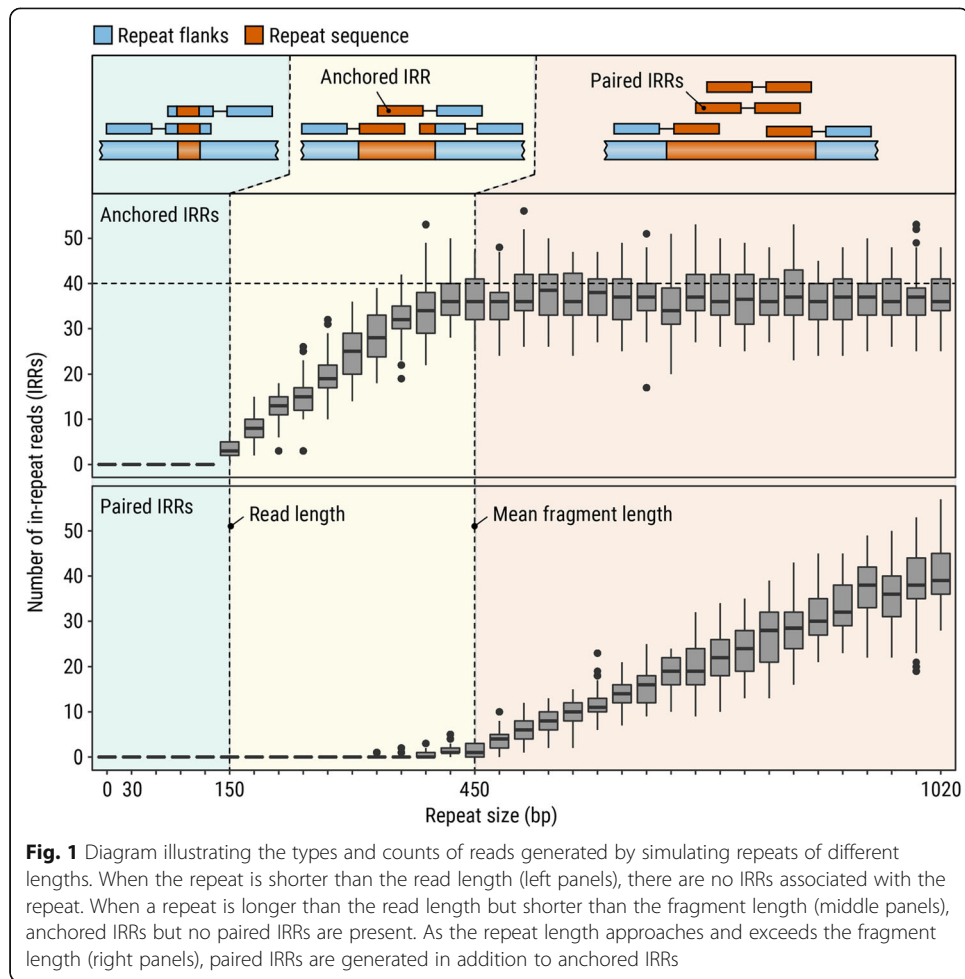 Repeat flanks Repeat sequence
Anchored IRR
Paired IRRs
Number of in-repeat reads (IRRs)
Anchored IRRs
50
40
30
20
10
0
Paired IRRs
Read length
Mean fragment length
50
40
30
20
10
0
0 30 150 450 1020
Repeat size (bp)
Fig. 1 Diagram illustrating the types and counts of reads generated by simulating repeats of different
lengths. When the repeat is shorter than the read length (left panels), there are no IRRs associated with the
repeat. When a repeat is longer than the read length but shorter than the fragment length (middle panels),
anchored IRRs but no paired IRRs are present. As the repeat length approaches and exceeds the fragment
length (right panels), paired IRRs are generated in addition to anchored IRRs